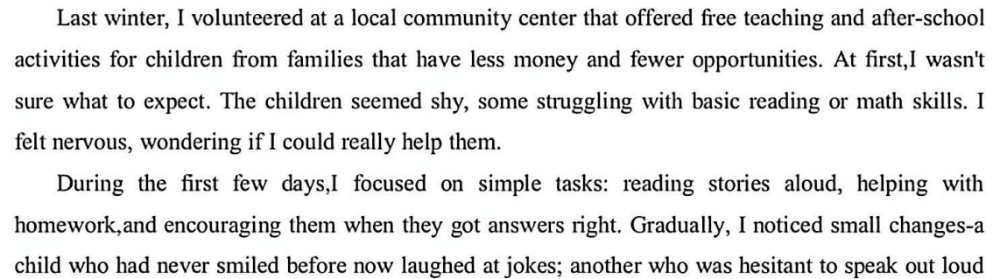 Last winter, I volunteered at a local community center that offered free teaching and after-school
activities for children from families that have less money and fewer opportunities. At first,I wasn't
sure what to expect. The children seemed shy, some struggling with basic reading or math skills. I
felt nervous, wondering if I could really help them.
During the first few days,I focused on simple tasks: reading stories aloud, helping with
homework,and encouraging them when they got answers right. Gradually, I noticed small changes-a
child who had never smiled before now laughed at jokes; another who was hesitant to speak out loud